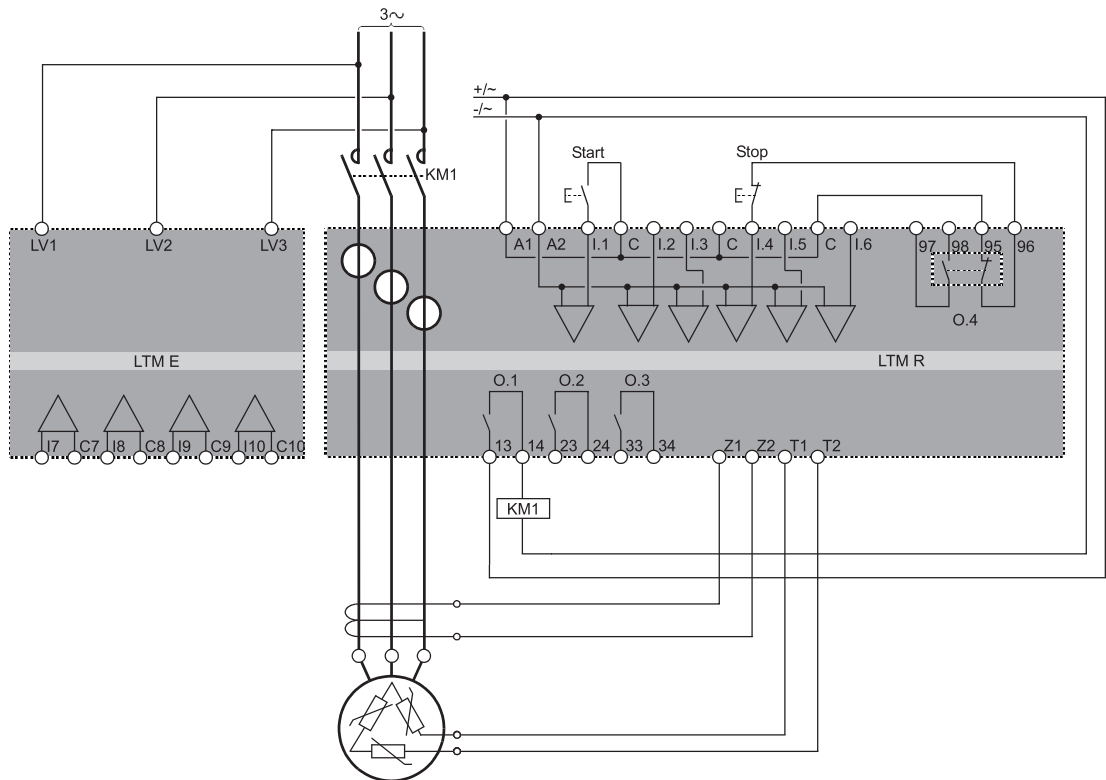 3~
+/~
-/~
Start
Stop
KM1
LV1 LV2 LV3
A1 A2 I.1 C I.2 I.3 C I.4 I.5 C I.6 97 98 95 96
O.4
LTM E
LTM R
O.1 O.2 O.3
I7 C7 I8 C8 I9 C9 I10 C10
13 14 23 24 33 34 Z1 Z2 T1 T2
KM1